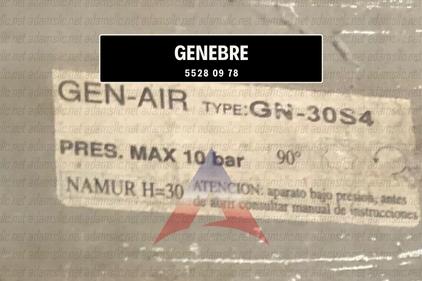 GENEBRE
5528 09 78
GEN-AIR TYPE:GN-30S4
PRES. MAX 10 bar 90°
NAMUR H=30 ATENCION: aparato bajo presion, antes
de abrir consultar manual de instrucciones